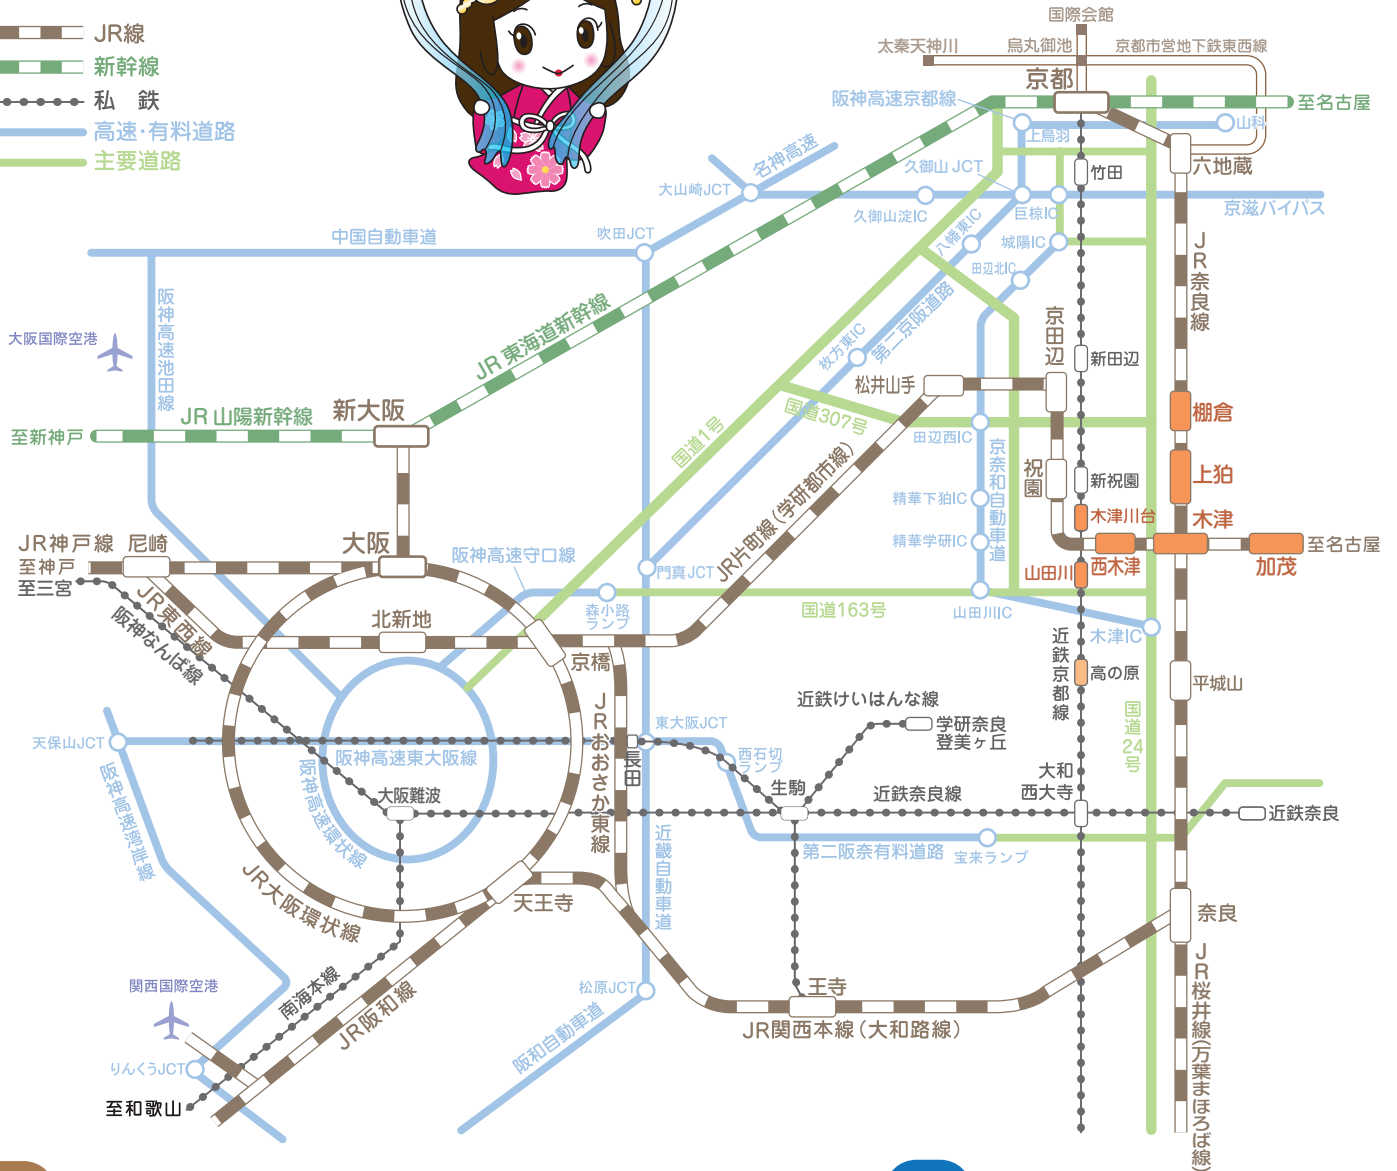 JR線
新幹線
私 鉄
高速・有料道路
主要道路
国際会館
太秦天神川
烏丸御池
京都市営地下鉄東西線
京都
至名古屋
阪神高速京都線
上鳥羽
山科
六地蔵
竹田
名神高速
大山崎JCT
久御山JCT
久御山淀IC
巨椋IC
京滋バイパス
中国自動車道
吹田JCT
八幡東IC
城陽IC
田辺北IC
JR奈良線
阪神高速池田線
大阪国際空港
JR東海道新幹線
枚方東IC
第二京阪道路
京田辺
新田辺
松井山手
JR山陽新幹線
新大阪
至新神戸
国道1号
国道307号
田辺西IC
棚倉
京奈和自動車道
祝園
新祝園
上狛
精華下狛IC
木津川台
木津
JR片町線(学研都市線)
精華学研IC
至名古屋
JR神戸線
尼崎
大阪
阪神高速守口線
門真JCT
山田川
西木津
加茂
至神戸
至三宮
JR東西線
阪神なんば線
北新地
森小路
ランプ
国道163号
山田川IC
木津IC
京橋
近鉄京都線
高の原
平城山
JRおおさか東線
近鉄けいはんな線
学研奈良
登美ヶ丘
国道24号
天保山JCT
東大阪JCT
長田
西石切
ランプ
阪神高速東大阪線
阪神高速環状線
阪神高速湾岸線
大阪難波
生駒
近鉄奈良線
大和
西大寺
近鉄奈良
近畿自動車道
第二阪奈有料道路
宝来ランプ
JR大阪環状線
天王寺
奈良
関西国際空港
南海本線
JR阪和線
松原JCT
阪和自動車道
王寺
JR関西本線(大和路線)
JR桜井線(万葉まほろば線)
りんくうJCT
至和歌山